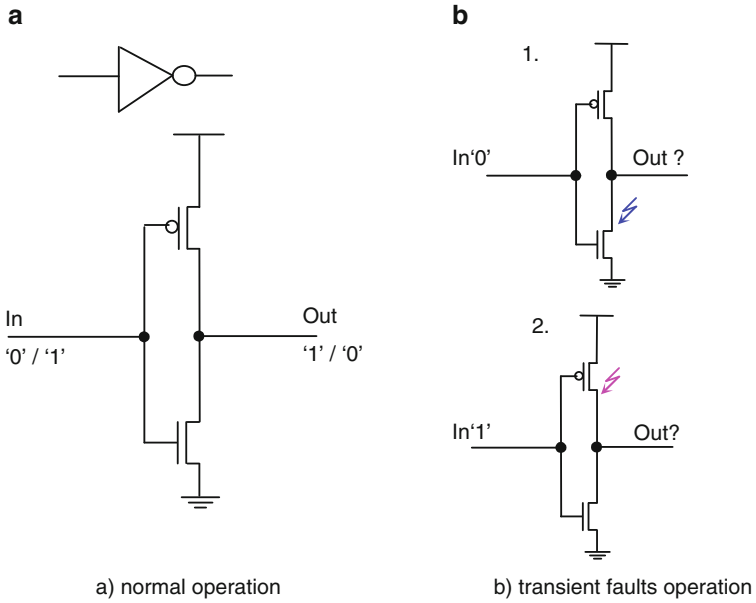 a
In
‘0’ / ‘1’
Out
‘1’ / ‘0’
a) normal operation
b
1.
In‘0’
Out ?
2.
In‘1’
Out?
b) transient faults operation